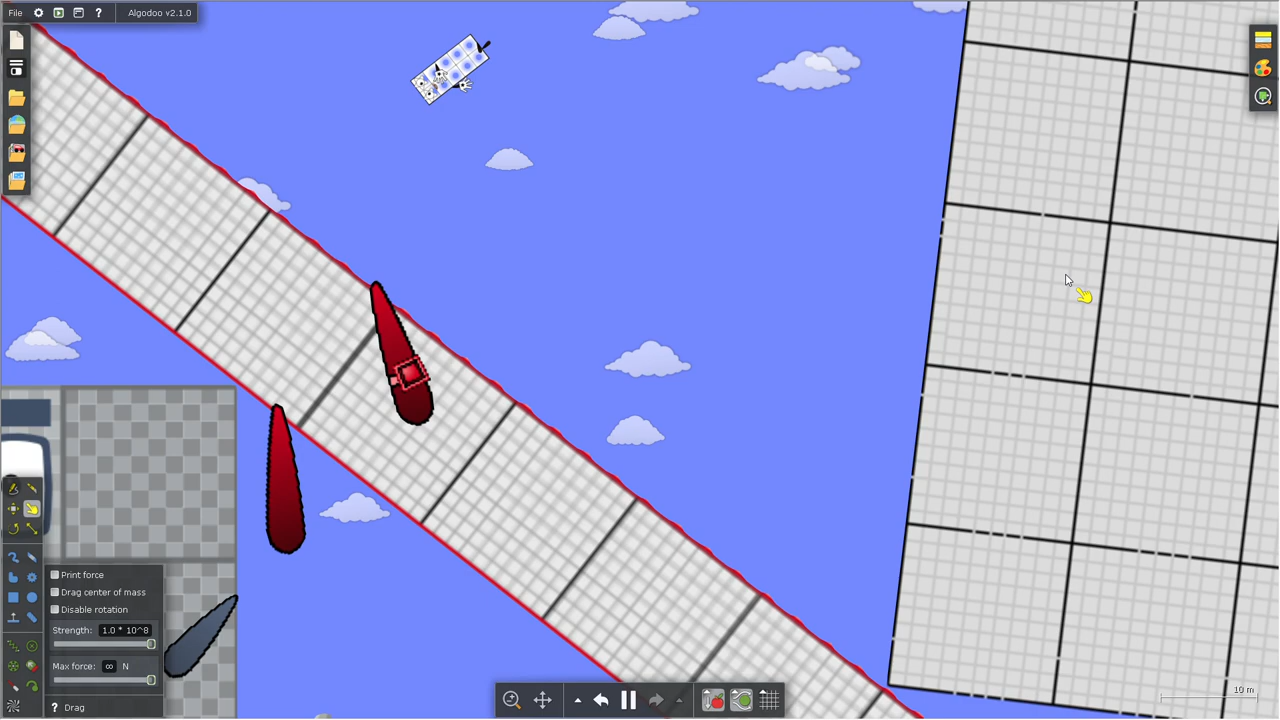 File ? Algodoo v2.1.0
Print force
Drag center of mass
Disable rotation
Strength: 1.0 * 10^8
Max force: ∞ N
Drag
10 m